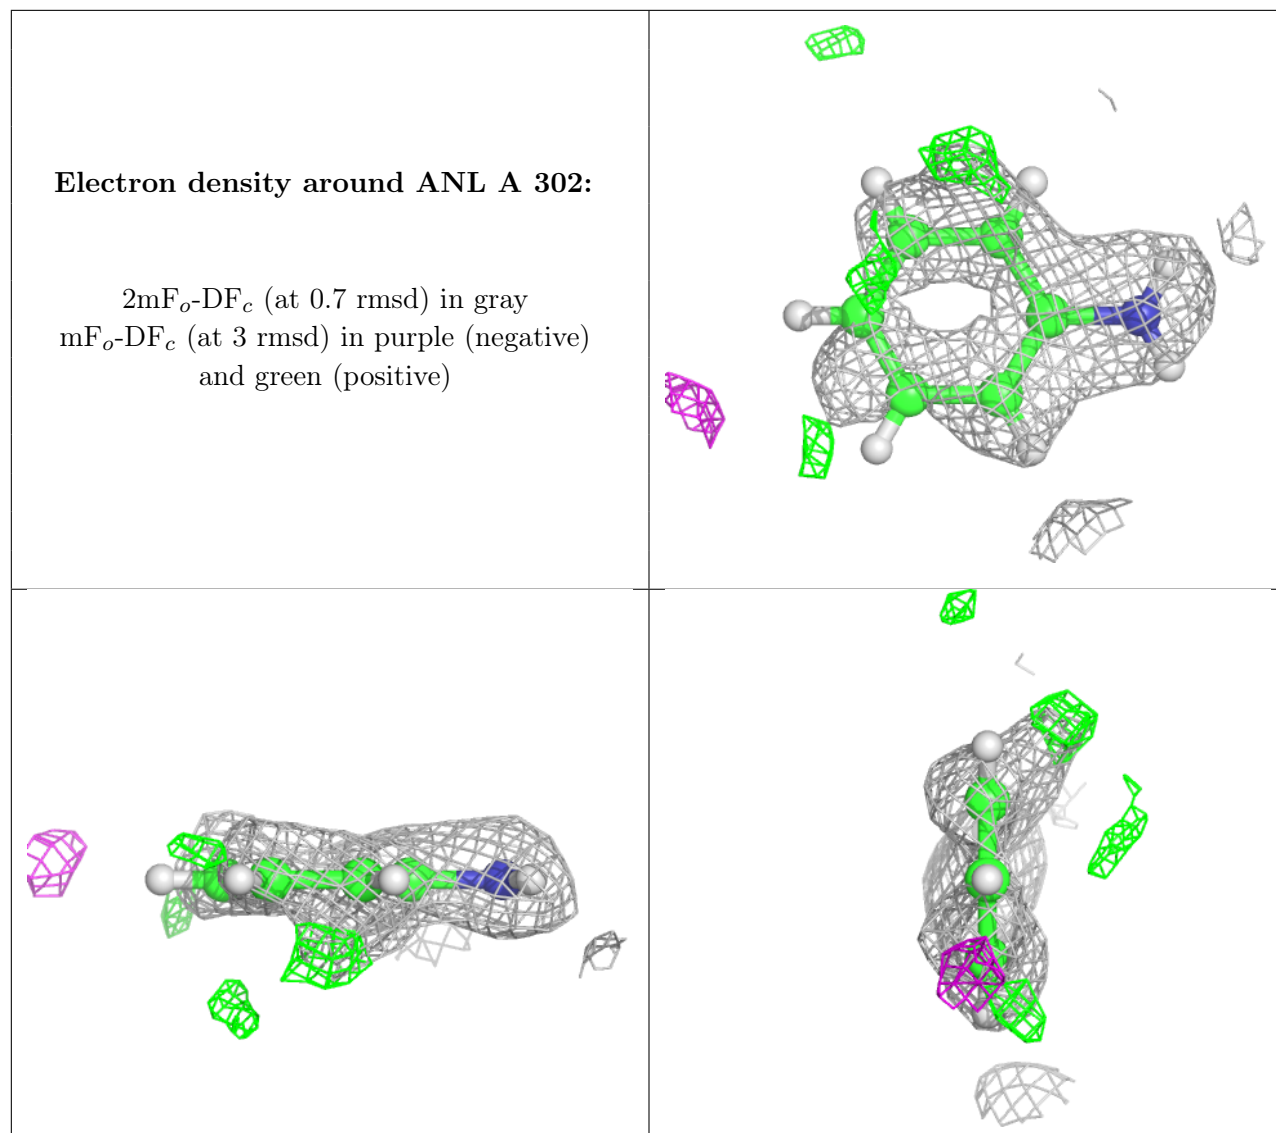 Electron density around ANL A 302:
2mFₒ-DF𝒸 (at 0.7 rmsd) in gray
mFₒ-DF𝒸 (at 3 rmsd) in purple (negative)
and green (positive)